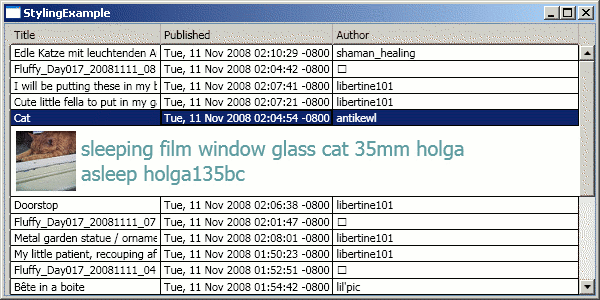 StylingExample
Title Published Author
Edle Katze mit leuchtenden A Tue, 11 Nov 2008 02:10:29 -0800 shaman_healing
Fluffy_Day017_20081111_08 Tue, 11 Nov 2008 02:04:42 -0800 □
I will be putting these in my b Tue, 11 Nov 2008 02:07:41 -0800 libertine101
Cute little fella to put in my g Tue, 11 Nov 2008 02:07:21 -0800 libertine101
Cat Tue, 11 Nov 2008 02:04:54 -0800 antikewl
sleeping film window glass cat 35mm holga
asleep holga135bc
Doorstop Tue, 11 Nov 2008 02:06:38 -0800 libertine101
Fluffy_Day017_20081111_07 Tue, 11 Nov 2008 02:01:47 -0800 □
Metal garden statue / orname Tue, 11 Nov 2008 02:08:01 -0800 libertine101
My little patient, recouping af Tue, 11 Nov 2008 01:50:23 -0800 libertine101
Fluffy_Day017_20081111_04 Tue, 11 Nov 2008 01:52:51 -0800 □
Bête in a boite Tue, 11 Nov 2008 01:54:42 -0800 lil'pic